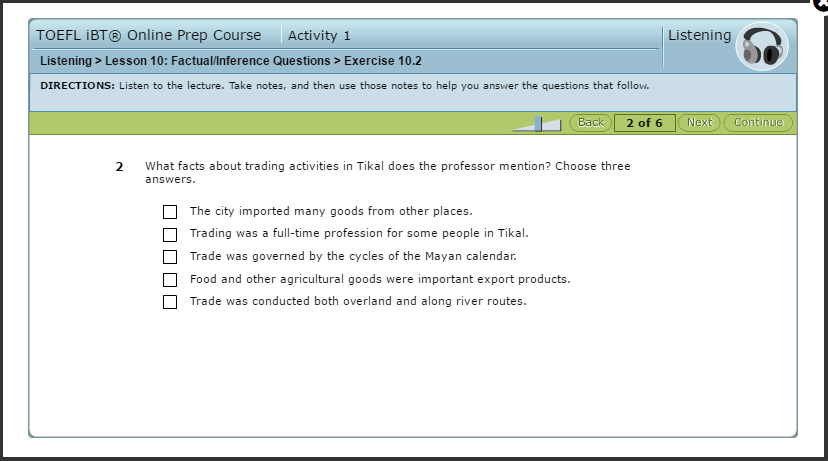 TOEFL iBT® Online Prep Course Activity 1 Listening
Listening > Lesson 10: Factual/Inference Questions > Exercise 10.2
DIRECTIONS: Listen to the lecture. Take notes, and then use those notes to help you answer the questions that follow.
Back 2 of 6 Next Continue
2 What facts about trading activities in Tikal does the professor mention? Choose three
answers.
The city imported many goods from other places.
Trading was a full-time profession for some people in Tikal.
Trade was governed by the cycles of the Mayan calendar.
Food and other agricultural goods were important export products.
Trade was conducted both overland and along river routes.